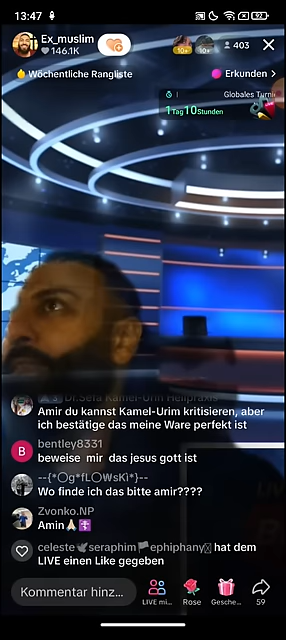 13:47
92
Ex_muslim
146.1K
10+
10+
403
Wöchentliche Rangliste
Erkunden >
Globales Turni
1 Tag 10 Stunden
Dr.Sefa Kamel-Urin Heilpraxis
Amir du kannst Kamel-Urim kritisieren, aber
ich bestätige das meine Ware perfekt ist
B
bentley8331
beweise mir das jesus gott ist
Wo finde ich das bitte amir????
Zvonko.NP
Amin🙏🏻✝️
celeste🕊seraphim🏳ephiphany hat dem
LIVE einen Like gegeben
Kommentar hinz...
LIVE mi...
Rose
Gesche...
59